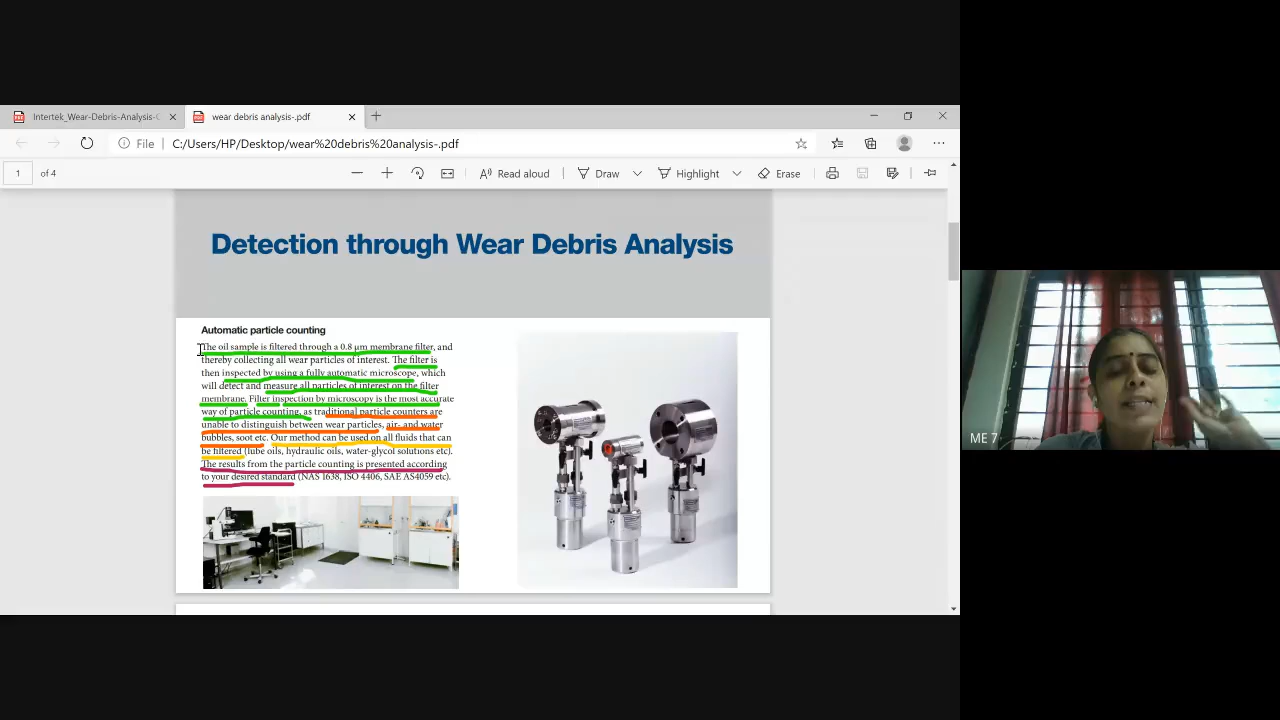 Intertek_Wear-Debris-Analysis-C
wear debris analysis-.pdf
File
C:/Users/HP/Desktop/wear%20debris%20analysis-.pdf
1
of 4
Read aloud
Draw
Highlight
Erase
Detection through Wear Debris Analysis
Automatic particle counting
The oil sample is filtered through a 0.8 µm membrane filter, and
thereby collecting all wear particles of interest. The filter is
then inspected by using a fully automatic microscope, which
will detect and measure all particles of interest on the filter
membrane. Filter inspection by microscopy is the most accurate
way of particle counting, as traditional particle counters are
unable to distinguish between wear particles, air- and water
bubbles, soot etc. Our method can be used on all fluids that can
be filtered (lube oils, hydraulic oils, water-glycol solutions etc).
The results from the particle counting is presented according
to your desired standard (NAS 1638, ISO 4406, SAE AS4059 etc).
ME 7